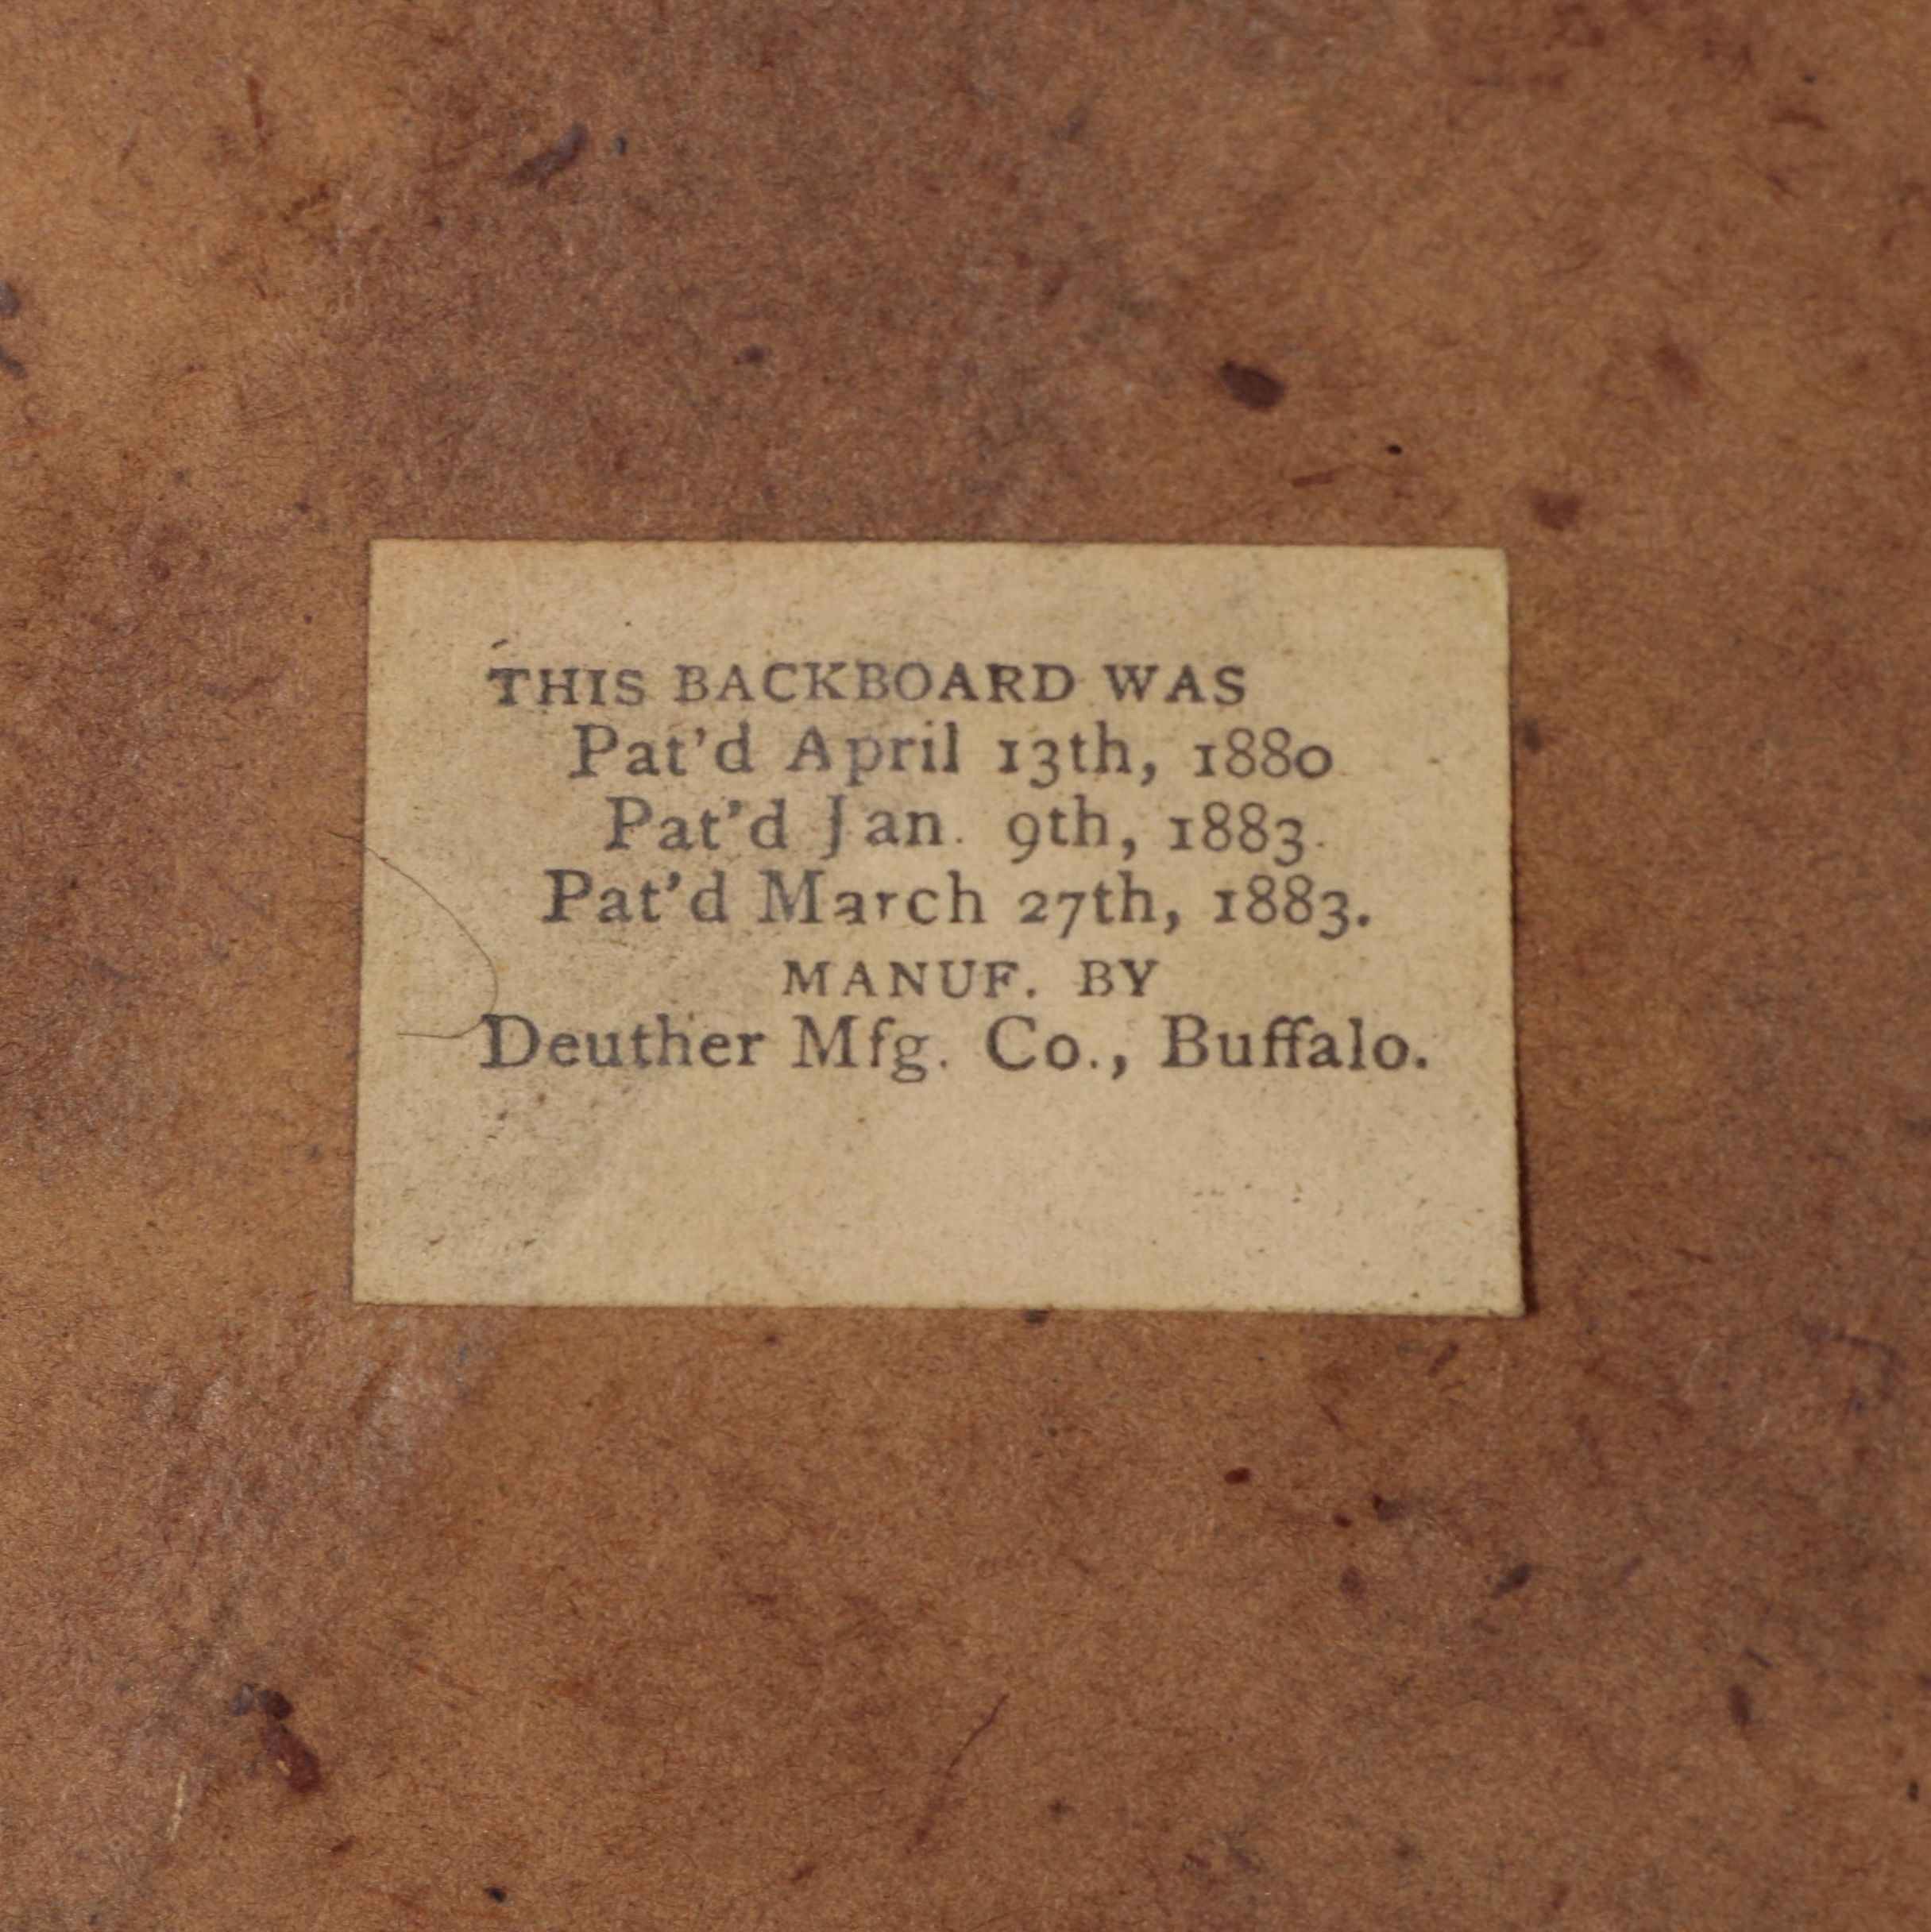 THIS BACKBOARD WAS
Pat'd April 13th, 1880
Pat'd Jan. 9th, 1883.
Pat'd March 27th, 1883.
MANUF. BY
Deuther Mfg. Co., Buffalo.